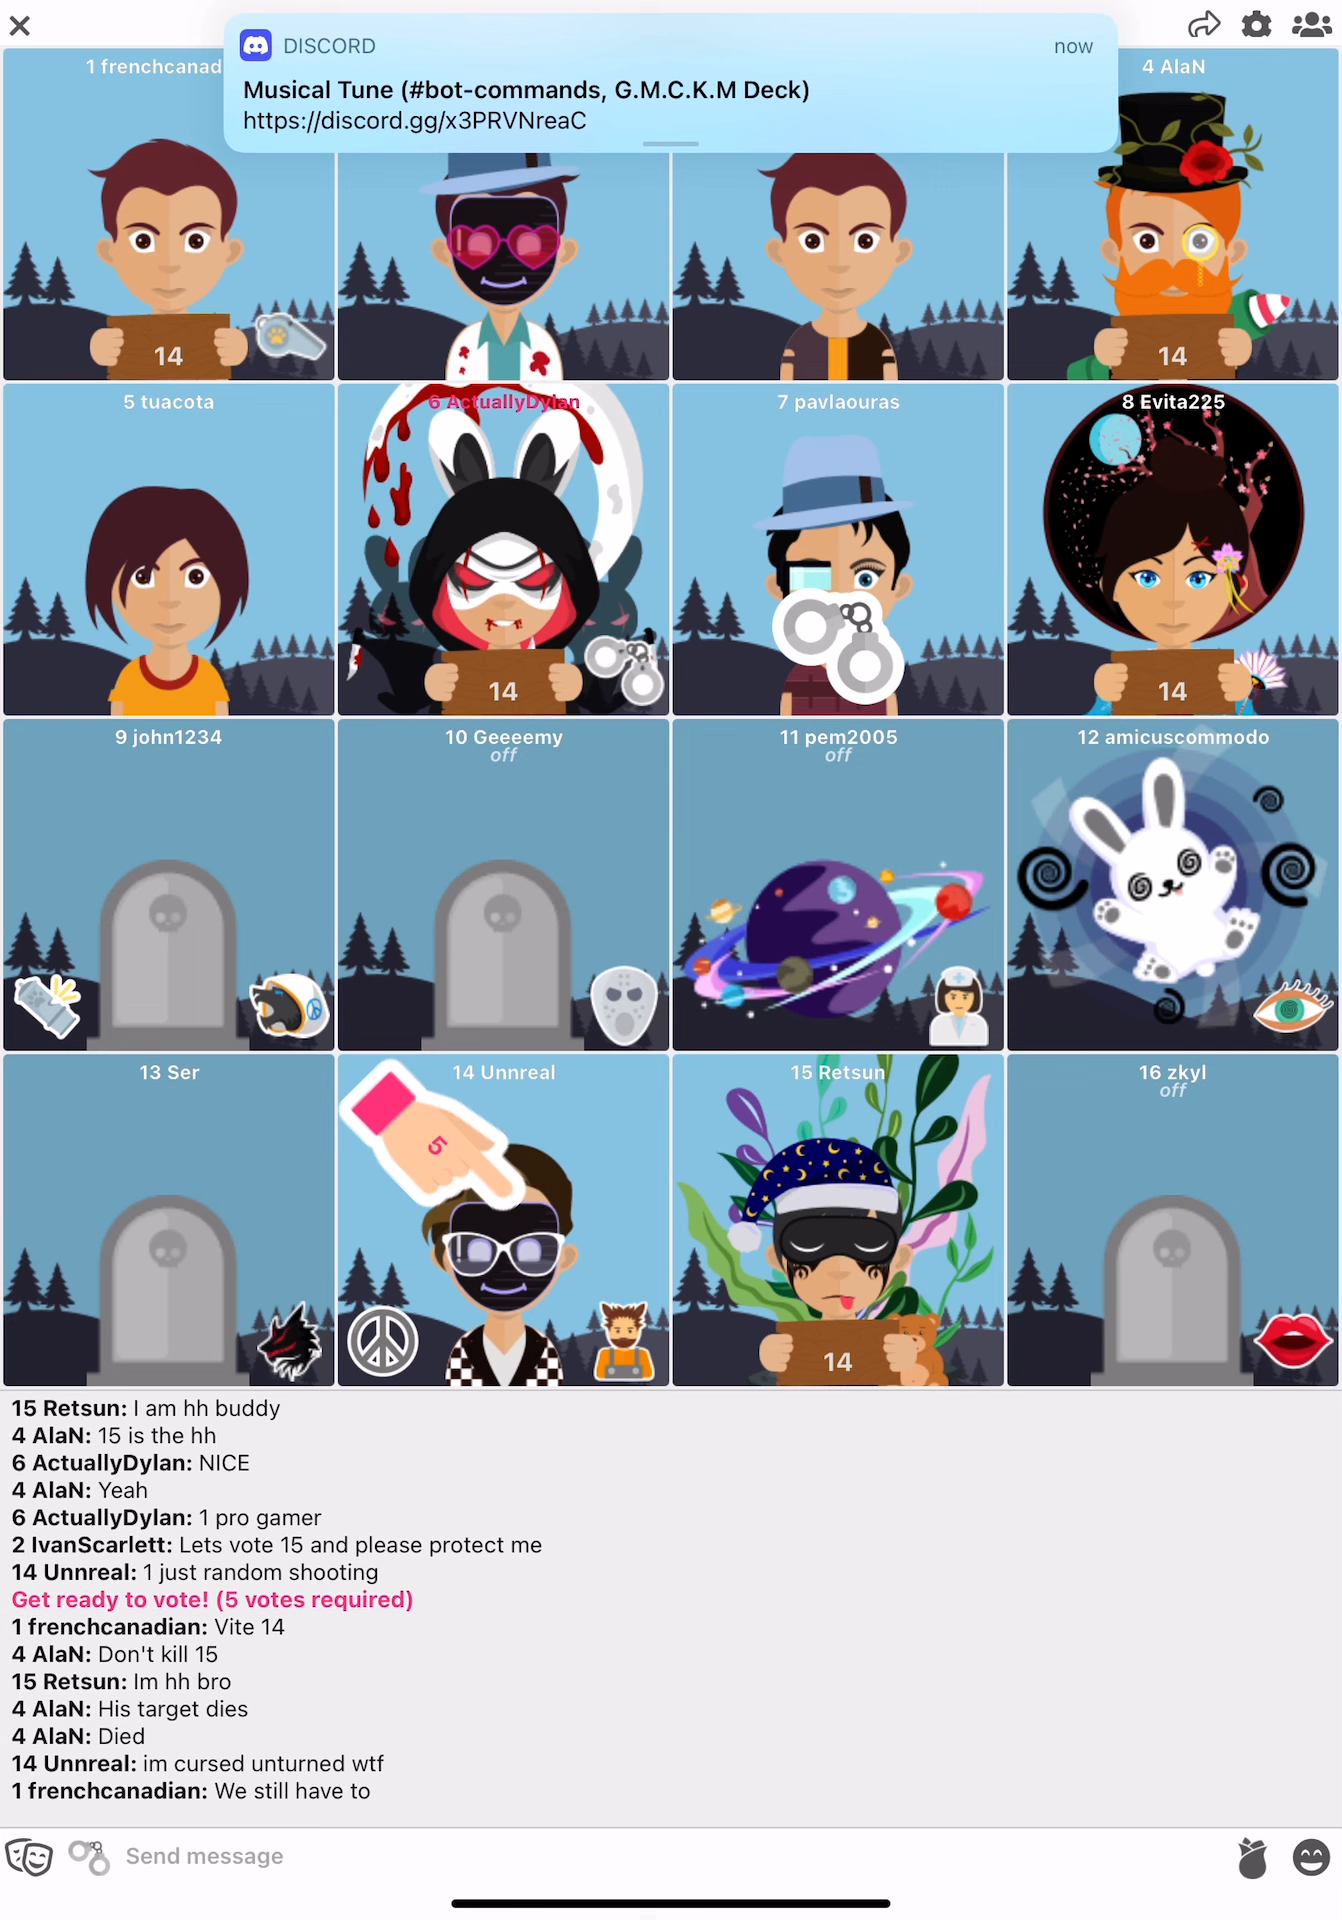 DISCORD now
Musical Tune (#bot-commands, G.M.C.K.M Deck)
https://discord.gg/x3PRVNreaC
1 frenchcanad
4 AlaN
14
14
5 tuacota
6 ActuallyDylan
7 pavlaouras
8 Evita225
14
14
9 john1234
10 Geeeemy
off
11 pem2005
off
12 amicuscommodo
13 Ser
14 Unnreal
15 Retsun
16 zkyl
off
5
14
15 Retsun: I am hh buddy
4 AlaN: 15 is the hh
6 ActuallyDylan: NICE
4 AlaN: Yeah
6 ActuallyDylan: 1 pro gamer
2 IvanScarlett: Lets vote 15 and please protect me
14 Unnreal: 1 just random shooting
Get ready to vote! (5 votes required)
1 frenchcanadian: Vite 14
4 AlaN: Don't kill 15
15 Retsun: Im hh bro
4 AlaN: His target dies
4 AlaN: Died
14 Unnreal: im cursed unturned wtf
1 frenchcanadian: We still have to
Send message